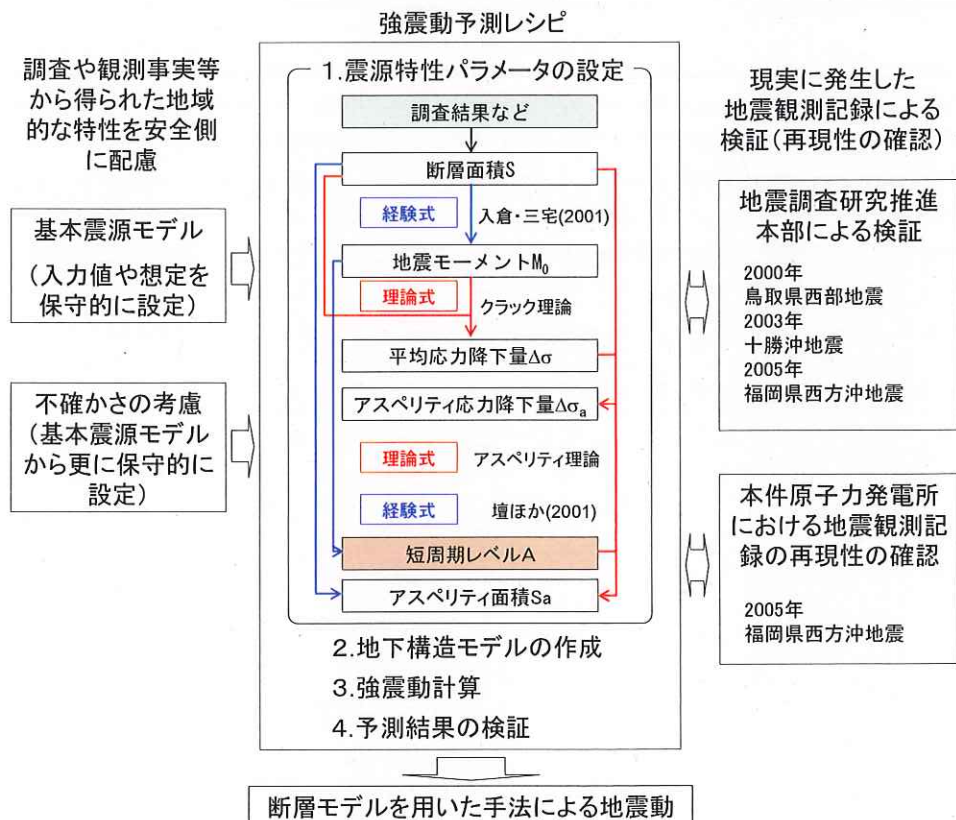 強震動予測レシピ
調査や観測事実等
から得られた地域
的な特性を安全側
に配慮
基本震源モデル
(入力値や想定を
保守的に設定)
不確かさの考慮
(基本震源モデル
から更に保守的に
設定)
1.震源特性パラメータの設定
調査結果など
断層面積S
経験式 入倉・三宅(2001)
地震モーメントM₀
理論式 クラック理論
平均応力降下量Δσ
アスペリティ応力降下量Δσₐ
理論式 アスペリティ理論
経験式 壇ほか(2001)
短周期レベルA
アスペリティ面積Sa
2.地下構造モデルの作成
3.強震動計算
4.予測結果の検証
現実に発生した
地震観測記録による
検証(再現性の確認)
地震調査研究推進
本部による検証
2000年
鳥取県西部地震
2003年
十勝沖地震
2005年
福岡県西方沖地震
本件原子力発電所
における地震観測記
録の再現性の確認
2005年
福岡県西方沖地震
断層モデルを用いた手法による地震動